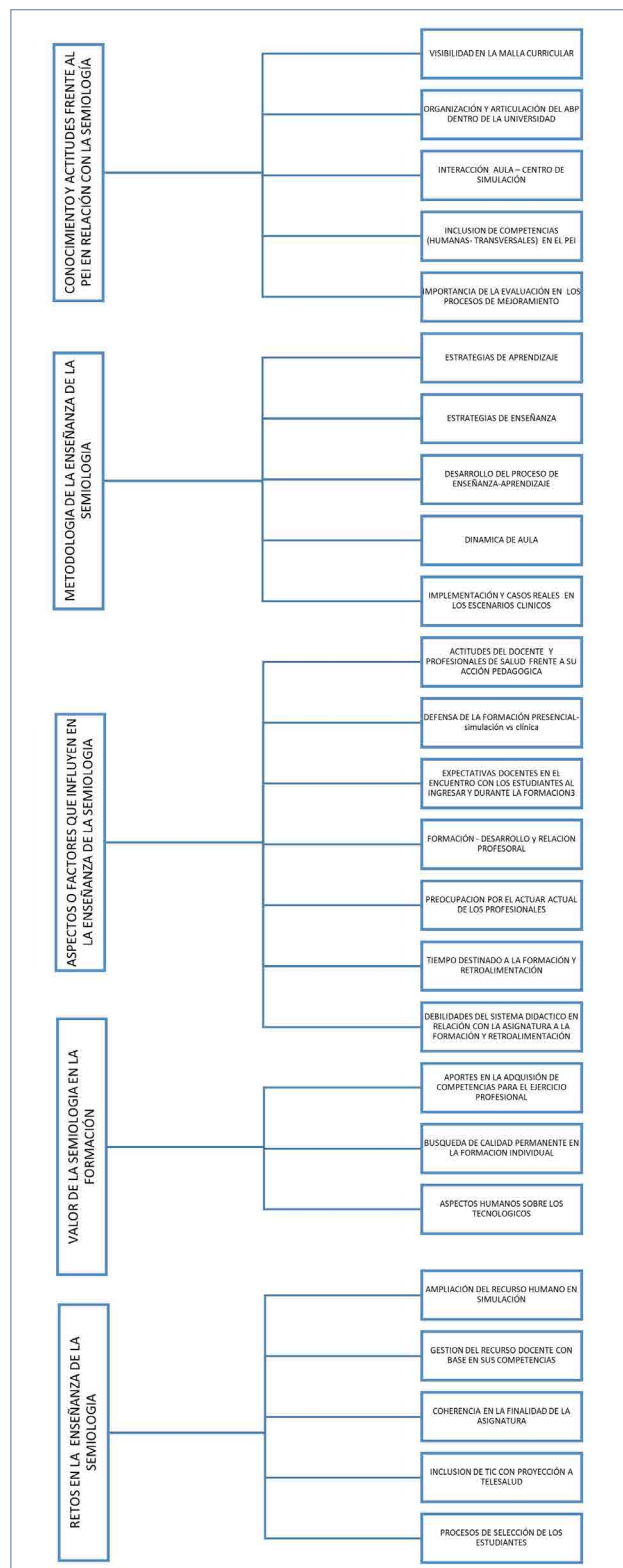 CONOCIMIENTO Y ACTITUDES FRENTE AL
PEI EN RELACIÓN CON LA SEMIOLOGÍA
VISIBILIDAD EN LA MALLA CURRICULAR
ORGANIZACIÓN Y ARTICULACIÓN DEL ABP
DENTRO DE LA UNIVERSIDAD
INTERACCIÓN AULA – CENTRO DE
SIMULACIÓN
INCLUSION DE COMPETENCIAS
(HUMANAS- TRANSVERSALES) EN EL PEI
IMPORTANCIA DE LA EVALUACIÓN EN LOS
PROCESOS DE MEJORAMIENTO
METODOLOGIA DE LA ENSEÑANZA DE LA
SEMIOLOGIA
ESTRATEGIAS DE APRENDIZAJE
ESTRATEGIAS DE ENSEÑANZA
DESARROLLO DEL PROCESO DE
ENSEÑANZA-APRENDIZAJE
DINAMICA DE AULA
IMPLEMENTACIÓN Y CASOS REALES EN
LOS ESCENARIOS CLINICOS
ASPECTOS O FACTORES QUE INFLUYEN EN
LA ENSEÑANZA DE LA SEMIOLOGIA
ACTITUDES DEL DOCENTE Y
PROFESIONALES DE SALUD FRENTE A SU
ACCIÓN PEDAGOGICA
DEFENSA DE LA FORMACIÓN PRESENCIAL-
simulación vs clínica
EXPECTATIVAS DOCENTES EN EL
ENCUENTRO CON LOS ESTUDIANTES AL
INGRESAR Y DURANTE LA FORMACION3
FORMACIÓN - DESARROLLO y RELACION
PROFESORAL
PREOCUPACION POR EL ACTUAR ACTUAL
DE LOS PROFESIONALES
TIEMPO DESTINADO A LA FORMACIÓN Y
RETROALIMENTACIÓN
DEBILIDADES DEL SISTEMA DIDACTICO EN
RELACIÓN CON LA ASIGNATURA A LA
FORMACIÓN Y RETROALIMENTACIÓN
VALOR DE LA SEMIOLOGIA EN LA
FORMACIÓN
APORTES EN LA ADQUISIÓN DE
COMPETENCIAS PARA EL EJERCICIO
PROFESIONAL
BUSQUEDA DE CALIDAD PERMANENTE EN
LA FORMACION INDIVIDUAL
ASPECTOS HUMANOS SOBRE LOS
TECNOLOGICOS
RETOS EN LA ENSEÑANZA DE LA
SEMIOLOGIA
AMPLIACIÓN DEL RECURSO HUMANO EN
SIMULACIÓN
GESTION DEL RECURSO DOCENTE CON
BASE EN SUS COMPETENCIAS
COHERENCIA EN LA FINALIDAD DE LA
ASIGNATURA
INCLUSION DE TIC CON PROYECCIÓN A
TELESALUD
PROCESOS DE SELECCIÓN DE LOS
ESTUDIANTES